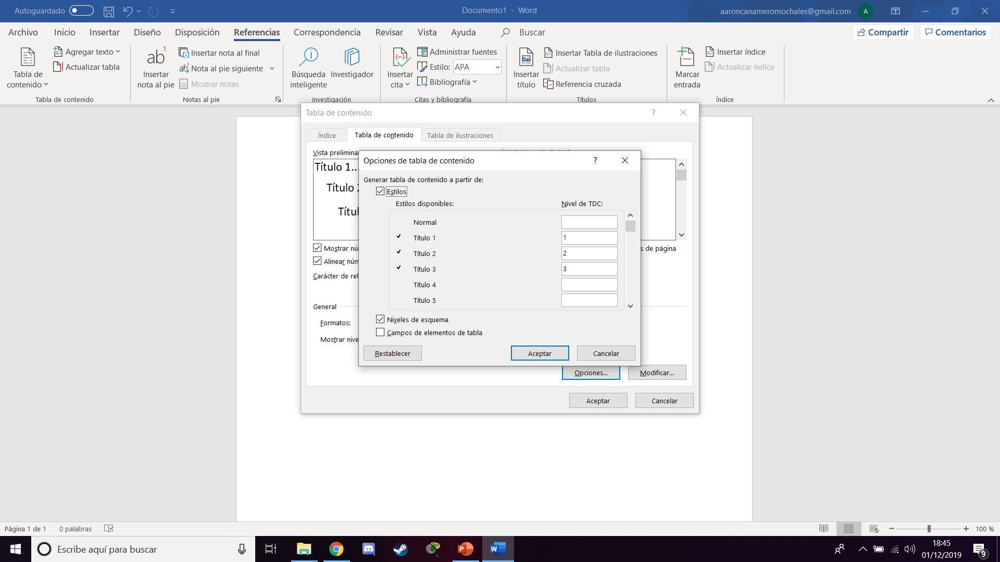 Autoguardado
Documento1 - Word
aaroncanameromochales@gmail.com
A
Archivo Inicio Insertar Diseño Disposición Referencias Correspondencia Revisar Vista Ayuda Buscar
Compartir
Comentarios
Tabla de
contenido
Agregar texto
Actualizar tabla
Tabla de contenido
ab1
Insertar
nota al pie
Insertar nota al final
Nota al pie siguiente
Mostrar notas
Notas al pie
Búsqueda
inteligente
Investigador
Investigación
Insertar
cita
Administrar fuentes
Estilo: APA
Bibliografía
Citas y bibliografía
Insertar
título
Insertar Tabla de ilustraciones
Actualizar tabla
Referencia cruzada
Títulos
Marcar
entrada
Insertar índice
Actualizar índice
Índice
Tabla de contenido ?
Índice
Tabla de contenido
Tabla de ilustraciones
Vista prelimina
Título 1...
Título 2
Títul
Mostrar nú
s de página
Alinear núm
Carácter de rel
General
Formatos:
Mostrar nive
Opciones de tabla de contenido ?
Generar tabla de contenido a partir de:
Estilos
Estilos disponibles: Nivel de TDC:
Normal
Título 1 1
Título 2 2
Título 3 3
Título 4
Título 5
Niveles de esquema
Campos de elementos de tabla
Restablecer Aceptar Cancelar
Opciones... Modificar...
Aceptar Cancelar
Página 1 de 1 0 palabras
100 %
Escribe aquí para buscar
18:45
01/12/2019
9